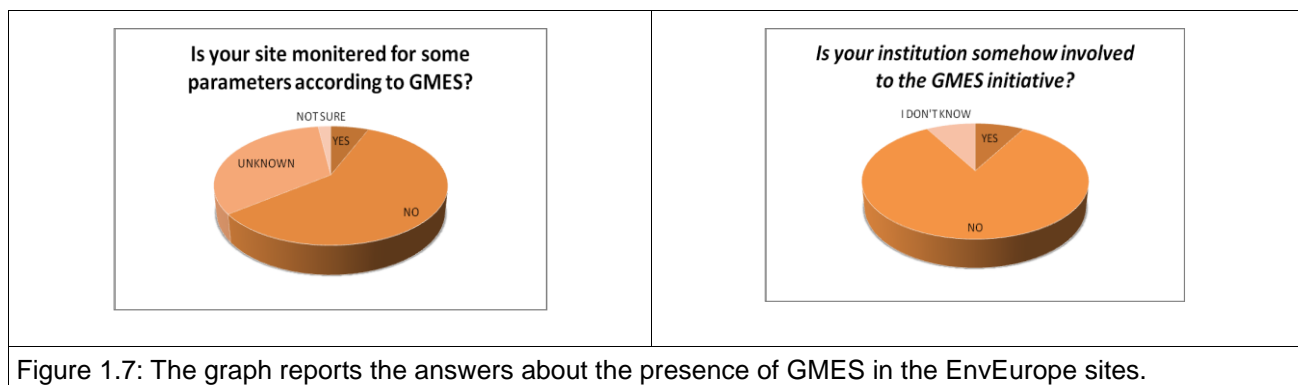 Is your site monitered for some
parameters according to GMES?
NOT SURE
YES
UNKNOWN
NO
Is your institution somehow involved
to the GMES initiative?
I DON'T KNOW
YES
NO
Figure 1.7: The graph reports the answers about the presence of GMES in the EnvEurope sites.